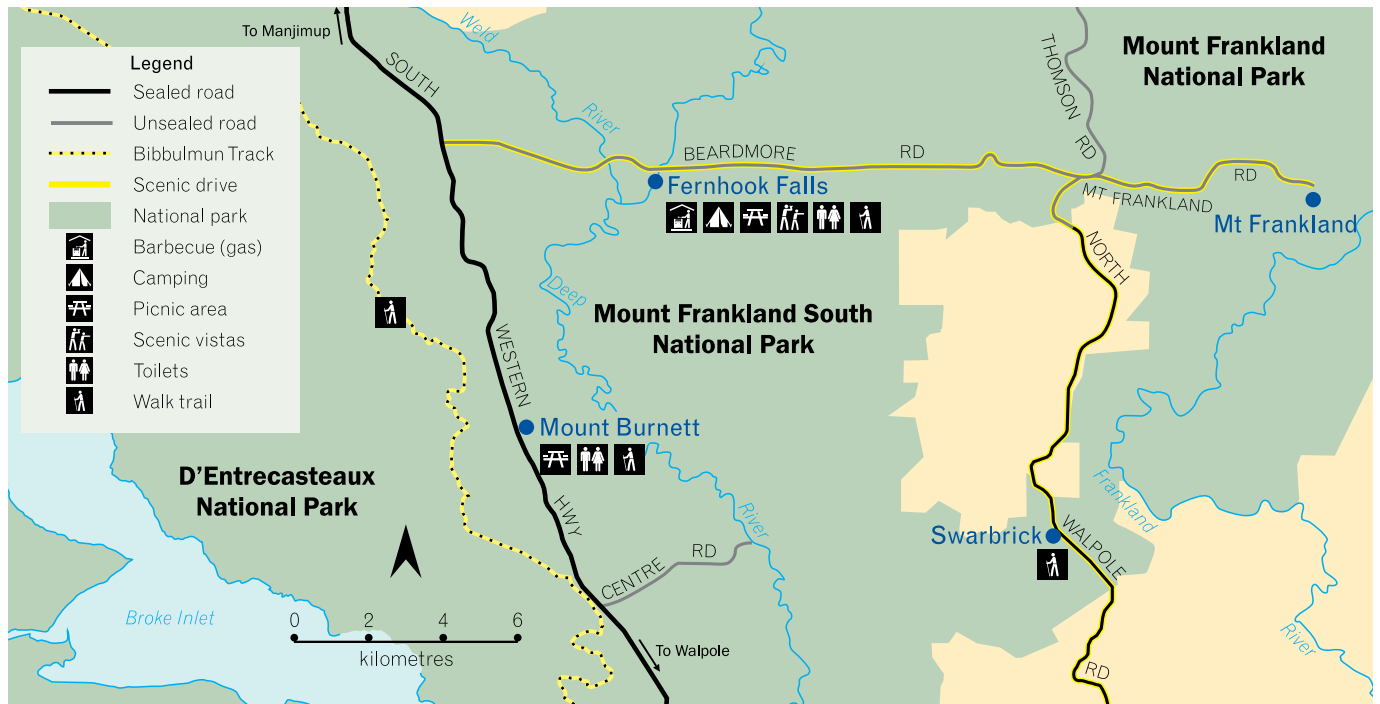 To Manjimup
Legend
Sealed road
Unsealed road
Bibbulmun Track
Scenic drive
National park
Barbecue (gas)
Camping
Picnic area
Scenic vistas
Toilets
Walk trail
SOUTH
WESTERN
HWY
Weld
River
THOMSON
RD
Mount Frankland
National Park
BEARDMORE
RD
Fernhook Falls
MT FRANKLAND
RD
Mt Frankland
NORTH
Deep
Mount Frankland South
National Park
Mount Burnett
D'Entrecasteaux
National Park
River
Frankland
Swarbrick
WALPOLE
CENTRE
RD
Broke Inlet
0 2 4 6
kilometres
To Walpole
River
RD